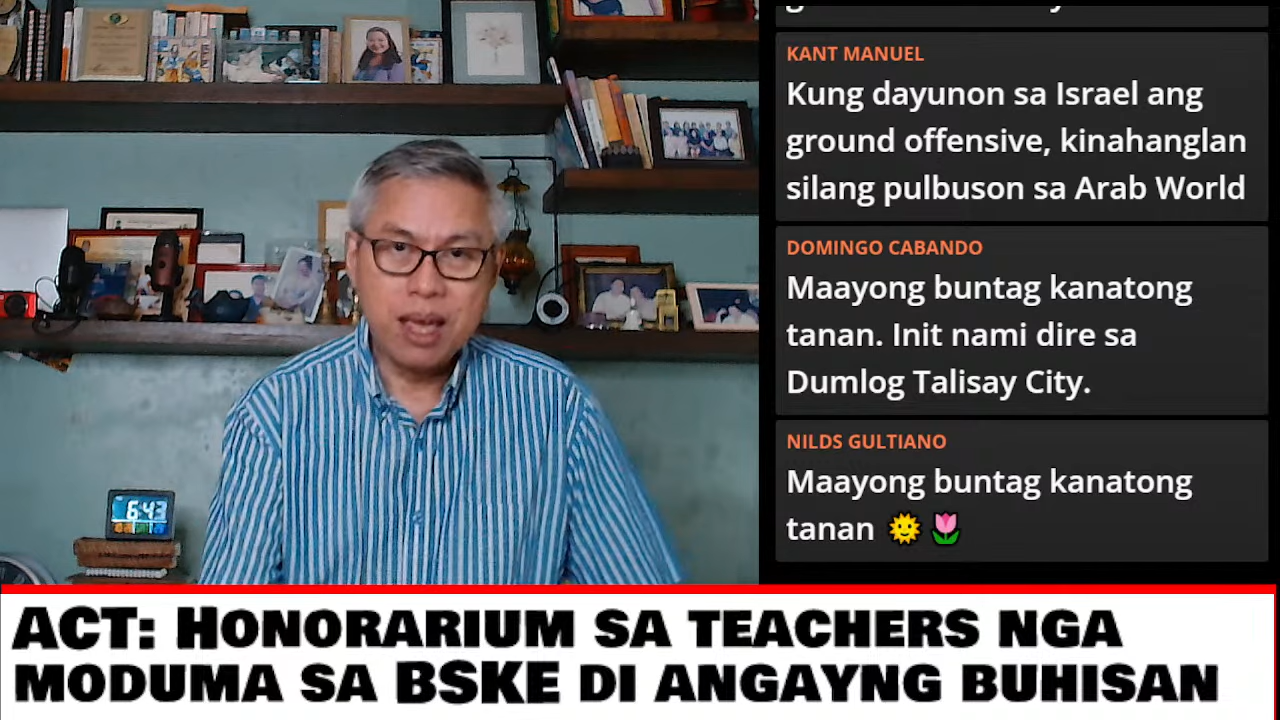 KANT MANUEL
Kung dayunon sa Israel ang
ground offensive, kinahanglan
silang pulbuson sa Arab World
DOMINGO CABANDO
Maayong buntag kanatong
tanan. Init nami dire sa
Dumlog Talisay City.
NILDS GULTIANO
Maayong buntag kanatong
tanan 🌞🌷
6:43
ACT: HONORARIUM SA TEACHERS NGA
MODUMA SA BSKE DI ANGAYNG BUHISAN